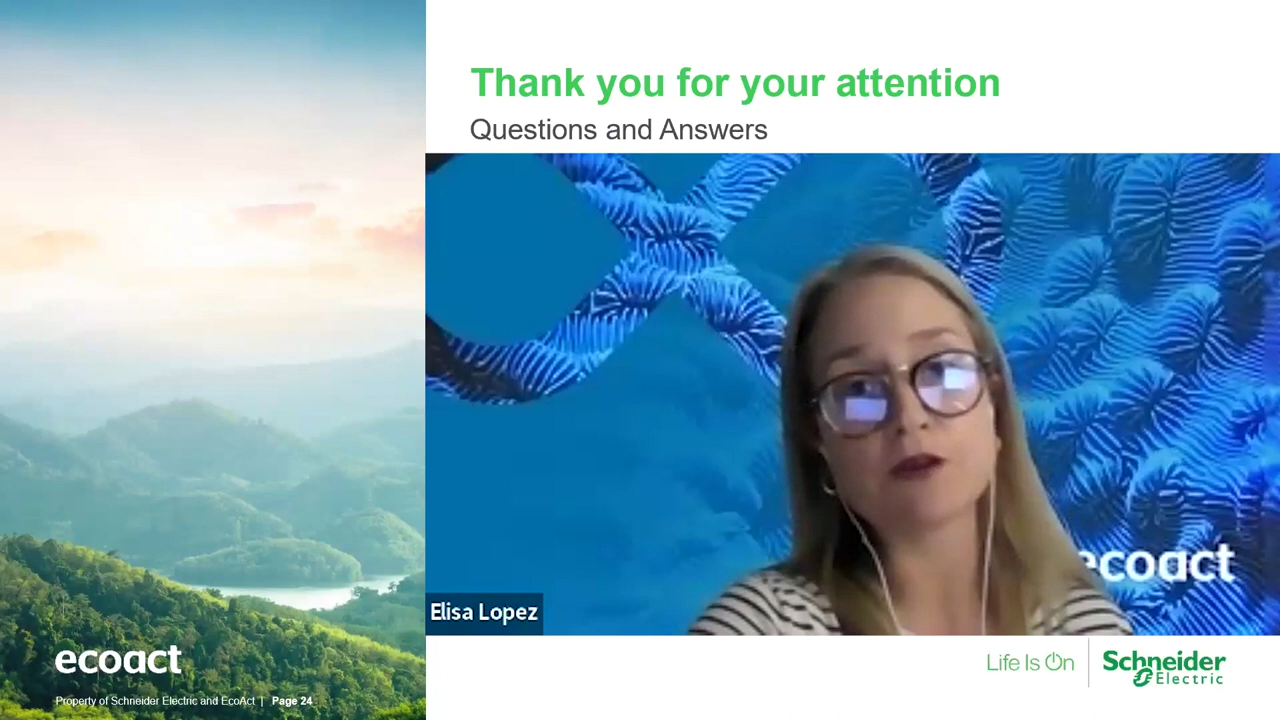 Thank you for your attention
Questions and Answers
ecoact
Elisa Lopez
ecoact
Property of Schneider Electric and EcoAct | Page 24
Life Is On
Schneider
Electric